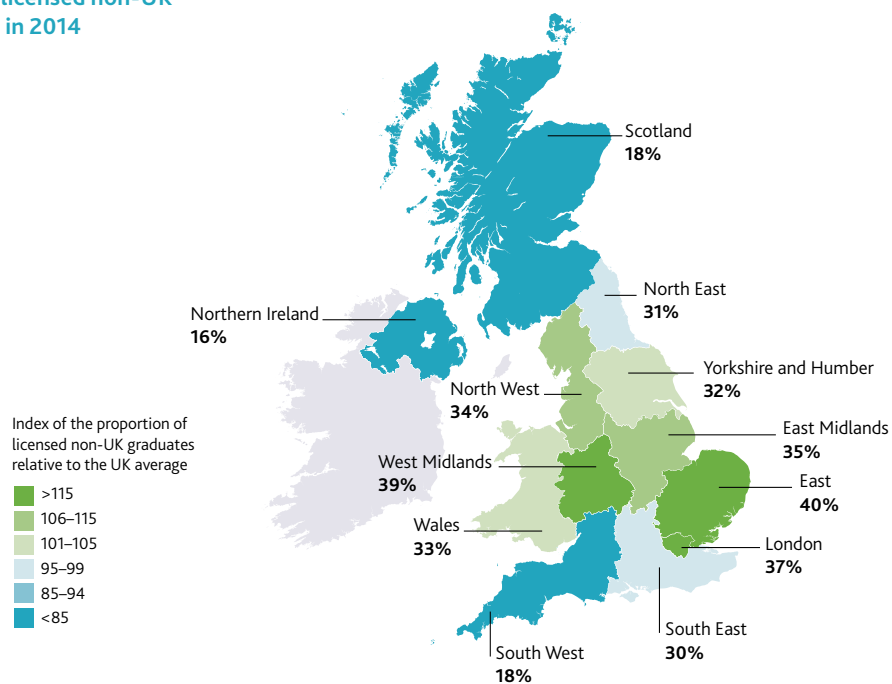 licensed non-UK
in 2014
Scotland
18%
North East
31%
Northern Ireland
16%
Yorkshire and Humber
32%
North West
34%
East Midlands
35%
West Midlands
39%
East
40%
Wales
33%
London
37%
South East
30%
South West
18%
Index of the proportion of
licensed non-UK graduates
relative to the UK average
>115
106–115
101–105
95–99
85–94
<85